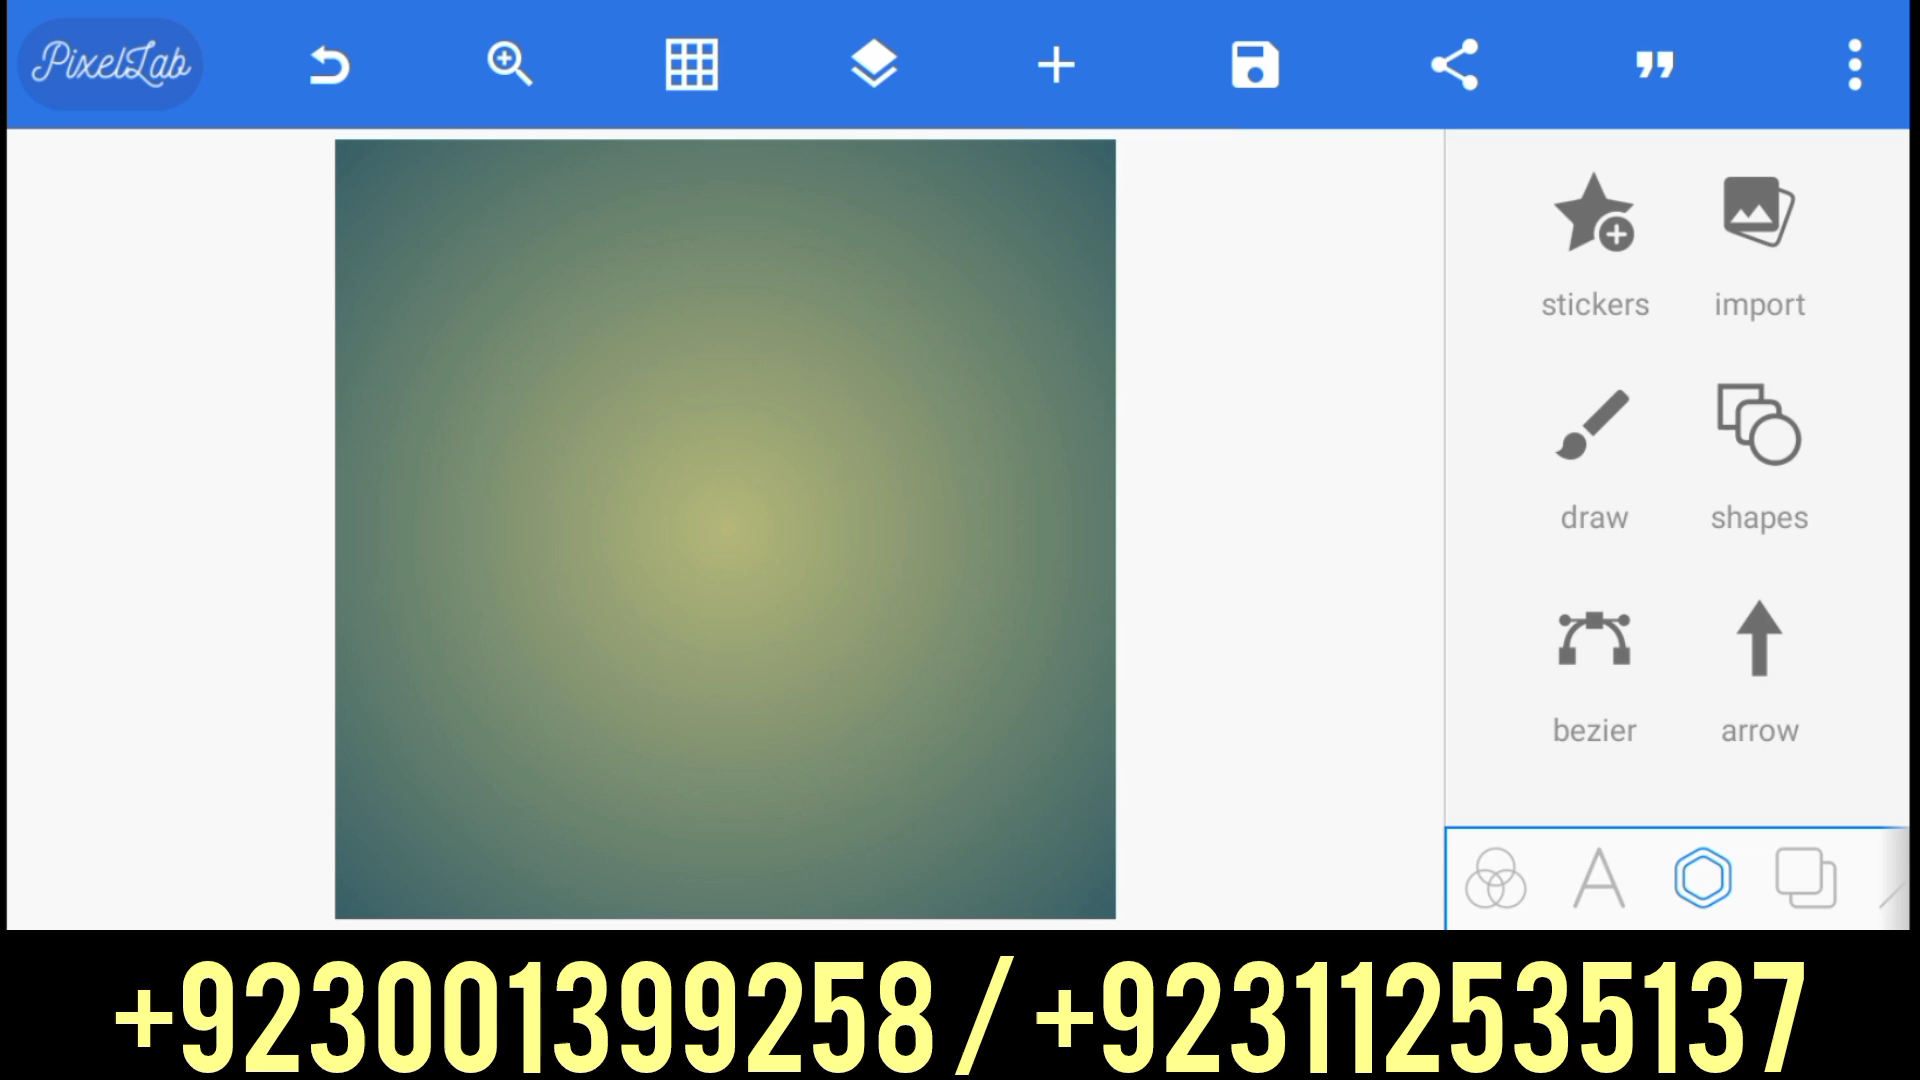 PixelLab
stickers import
draw shapes
bezier arrow
+923001399258 / +923112535137